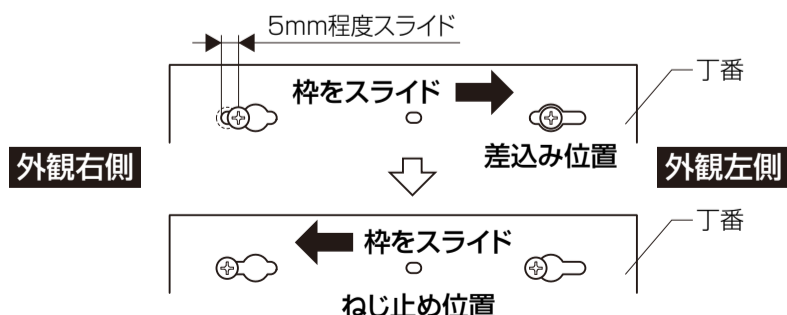 5mm程度スライド
丁番
枠をスライド
差込み位置
外観右側
外観左側
丁番
枠をスライド
ねじ止め位置